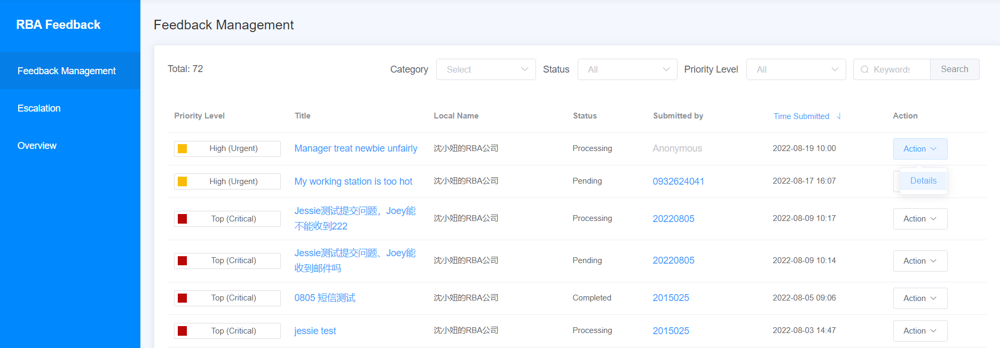 RBA Feedback
Feedback Management
Escalation
Overview
Feedback Management
Total: 72
Category Select Status All Priority Level All Keywords Search
Priority Level Title Local Name Status Submitted by Time Submitted Action
High (Urgent) Manager treat newbie unfairly 沈小妞的RBA公司 Processing Anonymous 2022-08-19 10:00 Action
Details
High (Urgent) My working station is too hot 沈小妞的RBA公司 Pending 0932624041 2022-08-17 16:07
Top (Critical) Jessie测试提交问题，Joey能 沈小妞的RBA公司 Processing 20220805 2022-08-09 10:17 Action
不能收到222
Top (Critical) Jessie测试提交问题、Joey能 沈小妞的RBA公司 Pending 20220805 2022-08-09 10:14 Action
收到邮件吗
Top (Critical) 0805 短信测试 沈小妞的RBA公司 Completed 2015025 2022-08-05 09:06 Action
Top (Critical) jessie test 沈小妞的RBA公司 Processing 2015025 2022-08-03 14:47 Action